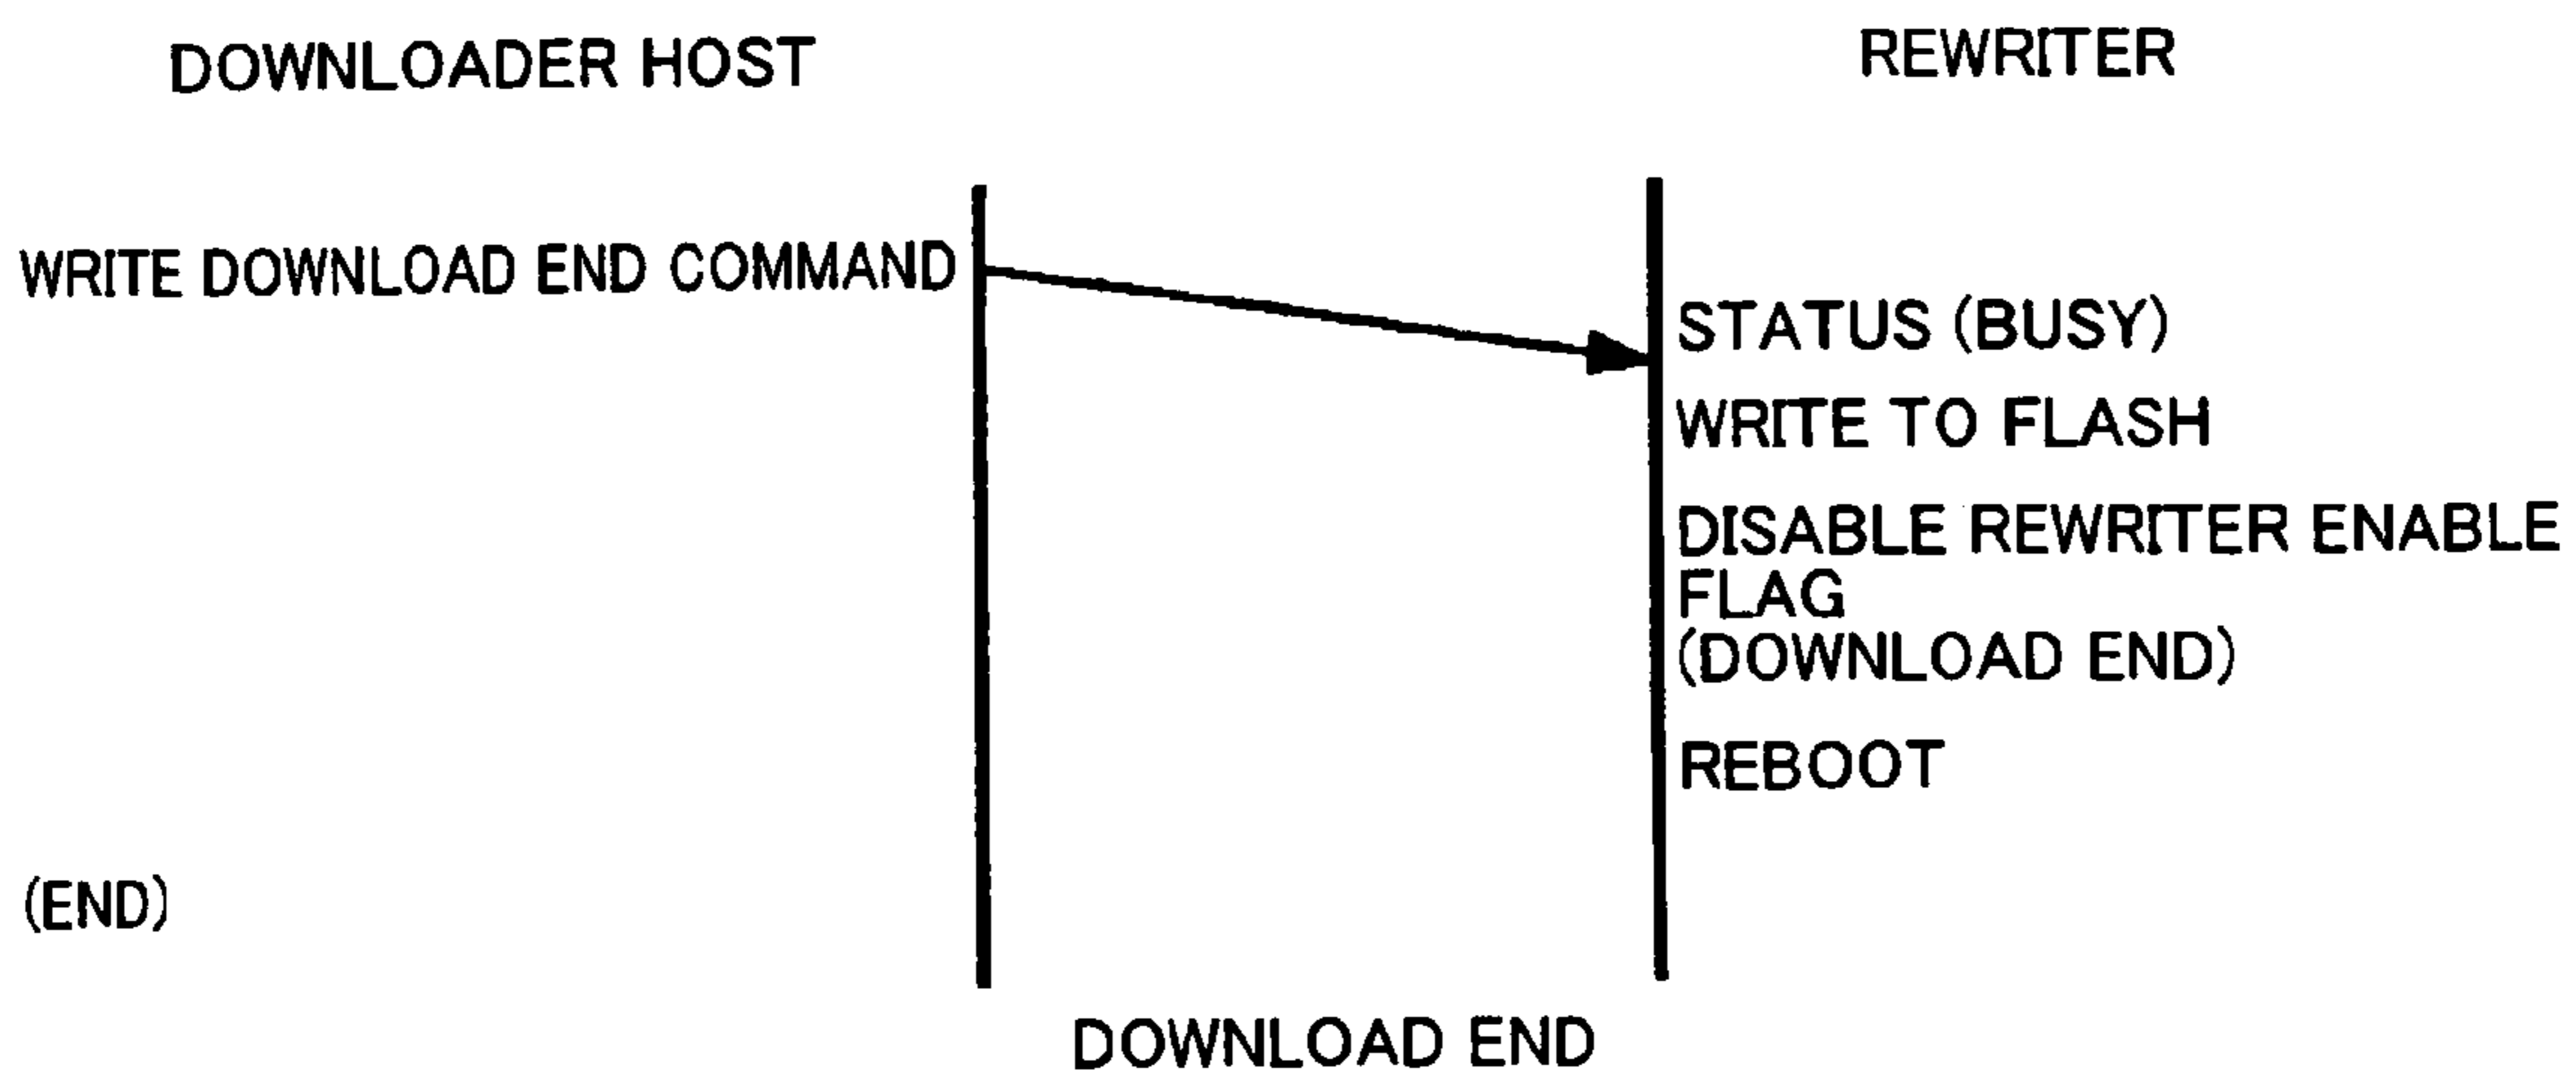 DOWNLOADER HOST
REWRITER
WRITE DOWNLOAD END COMMAND
STATUS (BUSY)
WRITE TO FLASH
DISABLE REWRITER ENABLE
FLAG
(DOWNLOAD END)
REBOOT
(END)
DOWNLOAD END